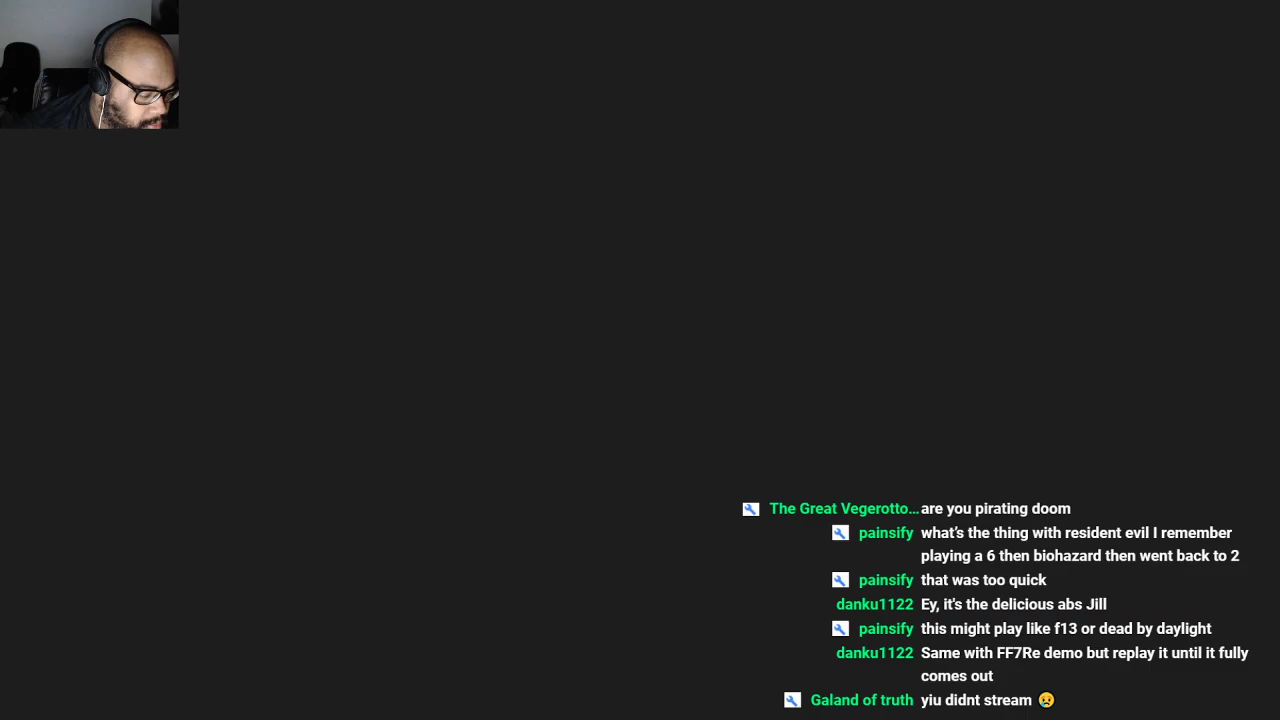 The Great Vegerotto... are you pirating doom
painsify what's the thing with resident evil I remember
playing a 6 then biohazard then went back to 2
painsify that was too quick
danku1122 Ey, it's the delicious abs Jill
painsify this might play like f13 or dead by daylight
danku1122 Same with FF7Re demo but replay it until it fully
comes out
Galand of truth yiu didnt stream 😢